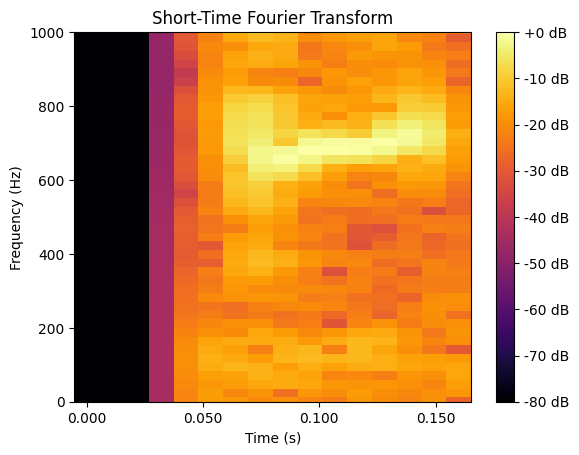 Short-Time Fourier Transform
1000
800
600
400
200
0
Frequency (Hz)
0.000
0.050
0.100
0.150
Time (s)
+0 dB
-10 dB
-20 dB
-30 dB
-40 dB
-50 dB
-60 dB
-70 dB
-80 dB